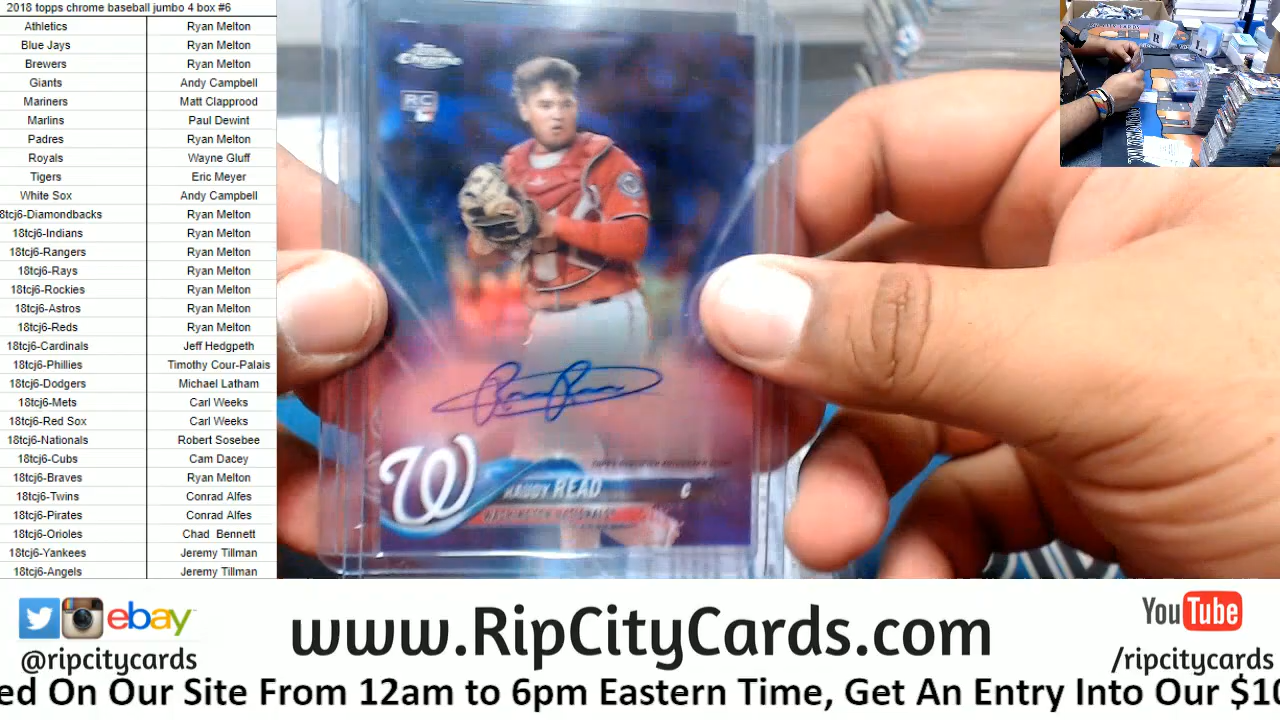 2018 topps chrome baseball jumbo 4 box #6
Athletics Ryan Melton
Blue Jays Ryan Melton
Brewers Ryan Melton
Giants Andy Campbell
Mariners Matt Clapprood
Marlins Paul Dewint
Padres Ryan Melton
Royals Wayne Gluff
Tigers Eric Meyer
White Sox Andy Campbell
8tcj6-Diamondbacks Ryan Melton
18tcj6-Indians Ryan Melton
18tcj6-Rangers Ryan Melton
18tcj6-Rays Ryan Melton
18tcj6-Rockies Ryan Melton
18tcj6-Astros Ryan Melton
18tcj6-Reds Ryan Melton
18tcj6-Cardinals Jeff Hedgpeth
18tcj6-Phillies Timothy Cour-Palais
18tcj6-Dodgers Michael Latham
18tcj6-Mets Carl Weeks
18tcj6-Red Sox Carl Weeks
18tcj6-Nationals Robert Sosebee
18tcj6-Cubs Cam Dacey
18tcj6-Braves Ryan Melton
18tcj6-Twins Conrad Alfes
18tcj6-Pirates Conrad Alfes
18tcj6-Orioles Chad Bennett
18tcj6-Yankees Jeremy Tillman
18tcj6-Angels Jeremy Tillman
Chrome
RC
W
RAUDY READ C
WASHINGTON NATIONALS
ebay
@ripcitycards
www.RipCityCards.com
YouTube
/ripcitycards
ed On Our Site From 12am to 6pm Eastern Time, Get An Entry Into Our $10